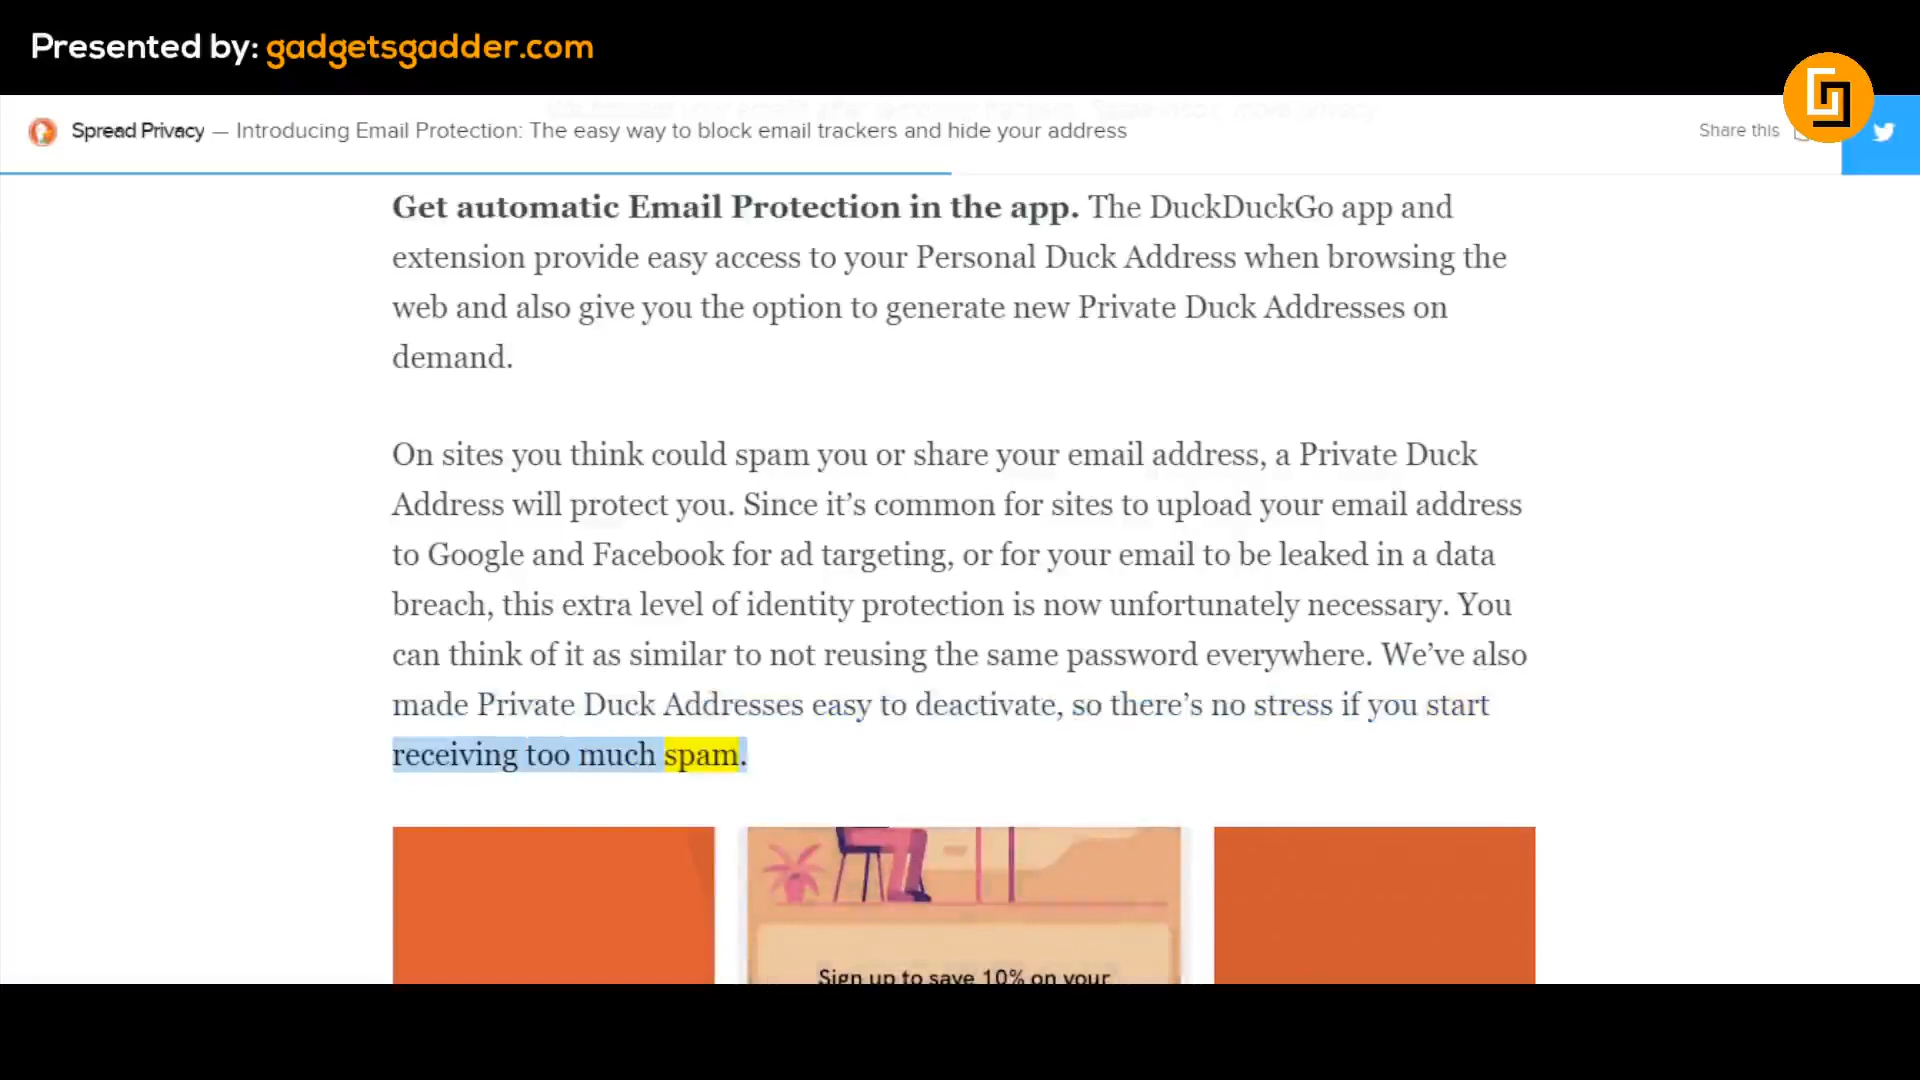 Presented by: gadgetsgadder.com
Spread Privacy — Introducing Email Protection: The easy way to block email trackers and hide your address
Share this
Get automatic Email Protection in the app. The DuckDuckGo app and
extension provide easy access to your Personal Duck Address when browsing the
web and also give you the option to generate new Private Duck Addresses on
demand.
On sites you think could spam you or share your email address, a Private Duck
Address will protect you. Since it’s common for sites to upload your email address
to Google and Facebook for ad targeting, or for your email to be leaked in a data
breach, this extra level of identity protection is now unfortunately necessary. You
can think of it as similar to not reusing the same password everywhere. We’ve also
made Private Duck Addresses easy to deactivate, so there’s no stress if you start
receiving too much spam.
Sign up to save 10% on your